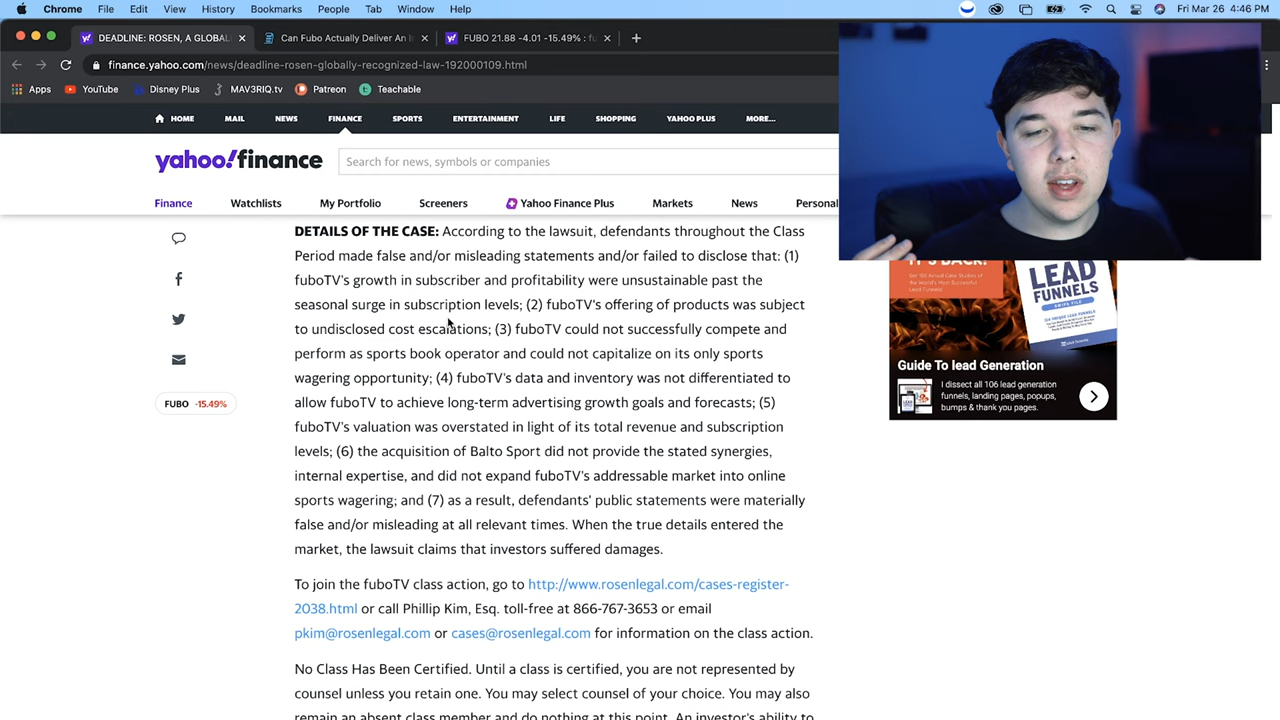 Chrome File Edit View History Bookmarks People Tab Window Help Fri Mar 26 4:46 PM
DEADLINE: ROSEN, A GLOBAL Can Fubo Actually Deliver An I FUBO 21.88 -4.01 -15.49% : fu
finance.yahoo.com/news/deadline-rosen-globally-recognized-law-192000109.html
Apps YouTube Disney Plus MAV3RIQ.tv Patreon Teachable
HOME MAIL NEWS FINANCE SPORTS ENTERTAINMENT LIFE SHOPPING YAHOO PLUS MORE...
yahoo!finance Search for news, symbols or companies
Finance Watchlists My Portfolio Screeners Yahoo Finance Plus Markets News Personal
DETAILS OF THE CASE: According to the lawsuit, defendants throughout the Class
Period made false and/or misleading statements and/or failed to disclose that: (1)
fuboTV's growth in subscriber and profitability were unsustainable past the
seasonal surge in subscription levels; (2) fuboTV's offering of products was subject
to undisclosed cost escalations; (3) fuboTV could not successfully compete and
perform as sports book operator and could not capitalize on its only sports
wagering opportunity; (4) fuboTV's data and inventory was not differentiated to
allow fuboTV to achieve long-term advertising growth goals and forecasts; (5)
fuboTV's valuation was overstated in light of its total revenue and subscription
levels; (6) the acquisition of Balto Sport did not provide the stated synergies,
internal expertise, and did not expand fuboTV's addressable market into online
sports wagering; and (7) as a result, defendants' public statements were materially
false and/or misleading at all relevant times. When the true details entered the
market, the lawsuit claims that investors suffered damages.
To join the fuboTV class action, go to http://www.rosenlegal.com/cases-register-
2038.html or call Phillip Kim, Esq. toll-free at 866-767-3653 or email
pkim@rosenlegal.com or cases@rosenlegal.com for information on the class action.
No Class Has Been Certified. Until a class is certified, you are not represented by
counsel unless you retain one. You may select counsel of your choice. You may also
remain an absent class member and do nothing at this point. An investor's ability to
FUBO -15.49%
IT'S BACK!
LEAD
FUNNELS
Guide To lead Generation
I dissect all 106 lead generation
funnels, landing pages, popups,
bumps & thank you pages.